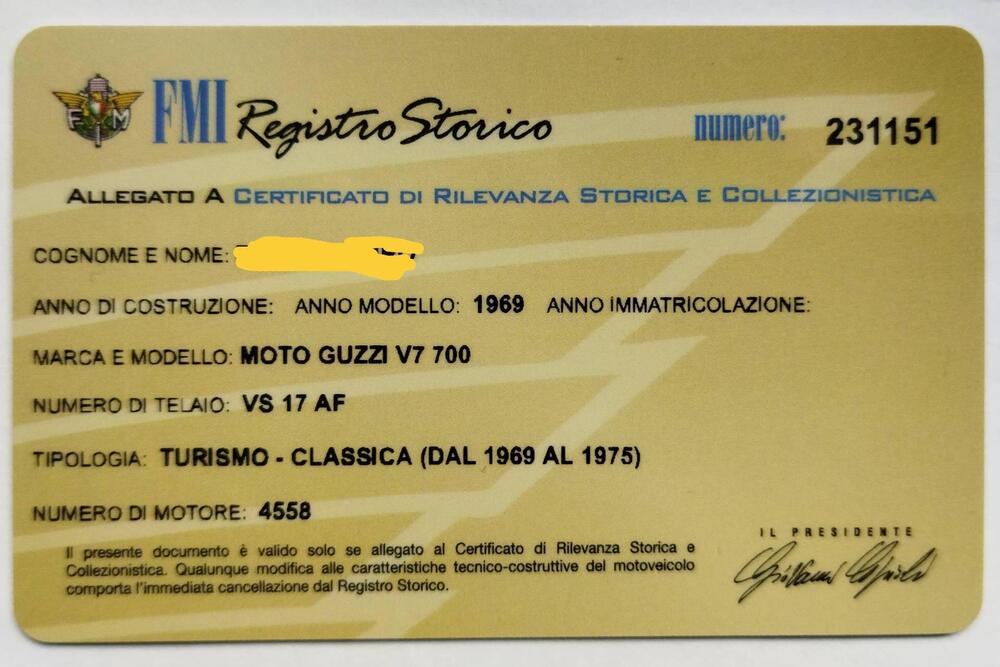 F M
FMI Registro Storico numero: 231151
ALLEGATO A CERTIFICATO DI RILEVANZA STORICA E COLLEZIONISTICA
COGNOME E NOME:
ANNO DI COSTRUZIONE: ANNO MODELLO: 1969 ANNO IMMATRICOLAZIONE:
MARCA E MODELLO: MOTO GUZZI V7 700
NUMERO DI TELAIO: VS 17 AF
TIPOLOGIA: TURISMO - CLASSICA (DAL 1969 AL 1975)
NUMERO DI MOTORE: 4558
Il presente documento è valido solo se allegato al Certificato di Rilevanza Storica e
Collezionistica. Qualunque modifica alle caratteristiche tecnico-costruttive del motoveicolo
comporta l'immediata cancellazione dal Registro Storico.
IL PRESIDENTE